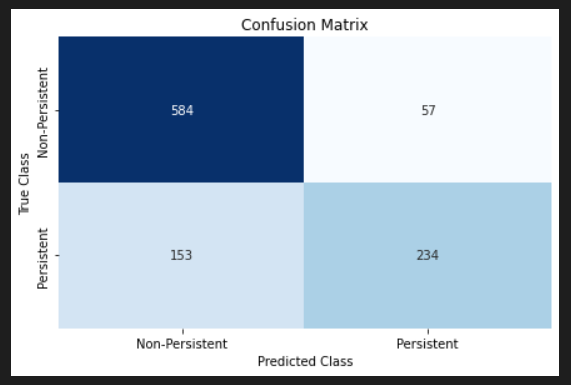 Confusion Matrix
True Class
Non-Persistent
584
57
Persistent
153
234
Non-Persistent
Persistent
Predicted Class